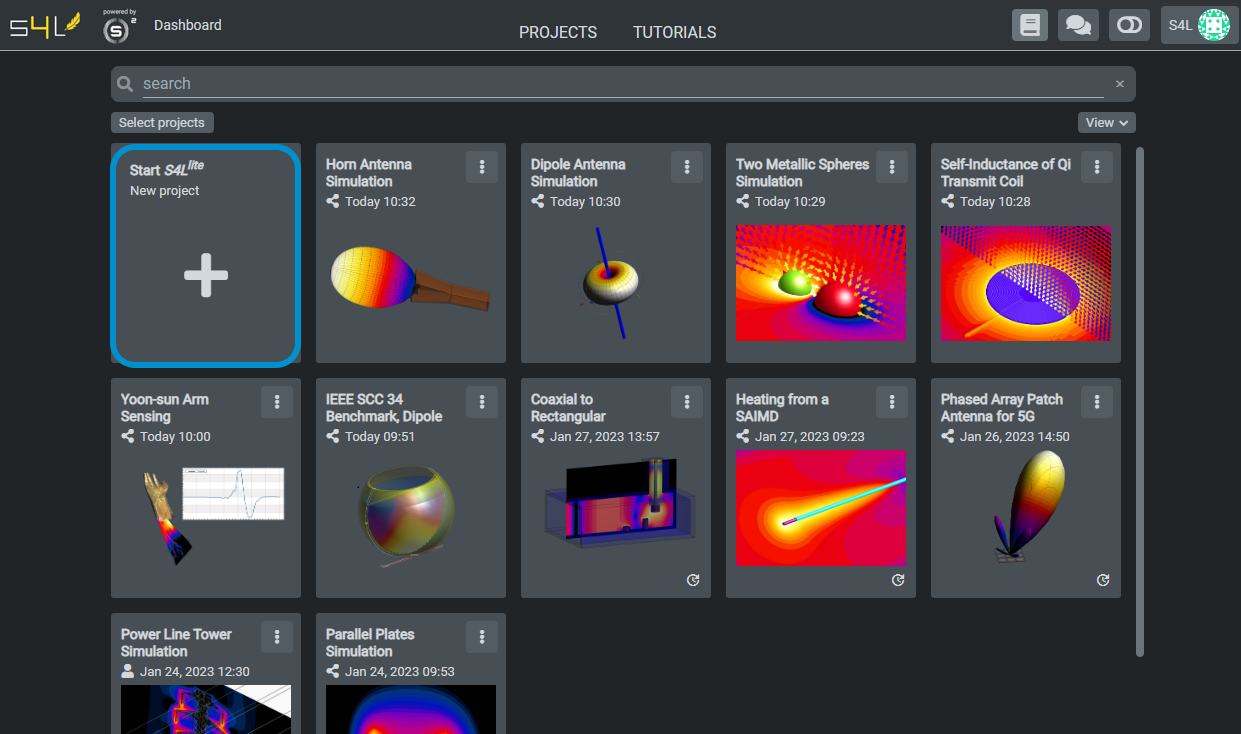 S4L
powered by
S 2
Dashboard
PROJECTS
TUTORIALS
S4L
search
Select projects
View
Start S4L lite
New project
Horn Antenna
Simulation
Today 10:32
Dipole Antenna
Simulation
Today 10:30
Two Metallic Spheres
Simulation
Today 10:29
Self-Inductance of Qi
Transmit Coil
Today 10:28
Yoon-sun Arm
Sensing
Today 10:00
IEEE SCC 34
Benchmark, Dipole
Today 09:51
Coaxial to
Rectangular
Jan 27, 2023 13:57
Heating from a
SAIMD
Jan 27, 2023 09:23
Phased Array Patch
Antenna for 5G
Jan 26, 2023 14:50
Power Line Tower
Simulation
Jan 24, 2023 12:30
Parallel Plates
Simulation
Jan 24, 2023 09:53